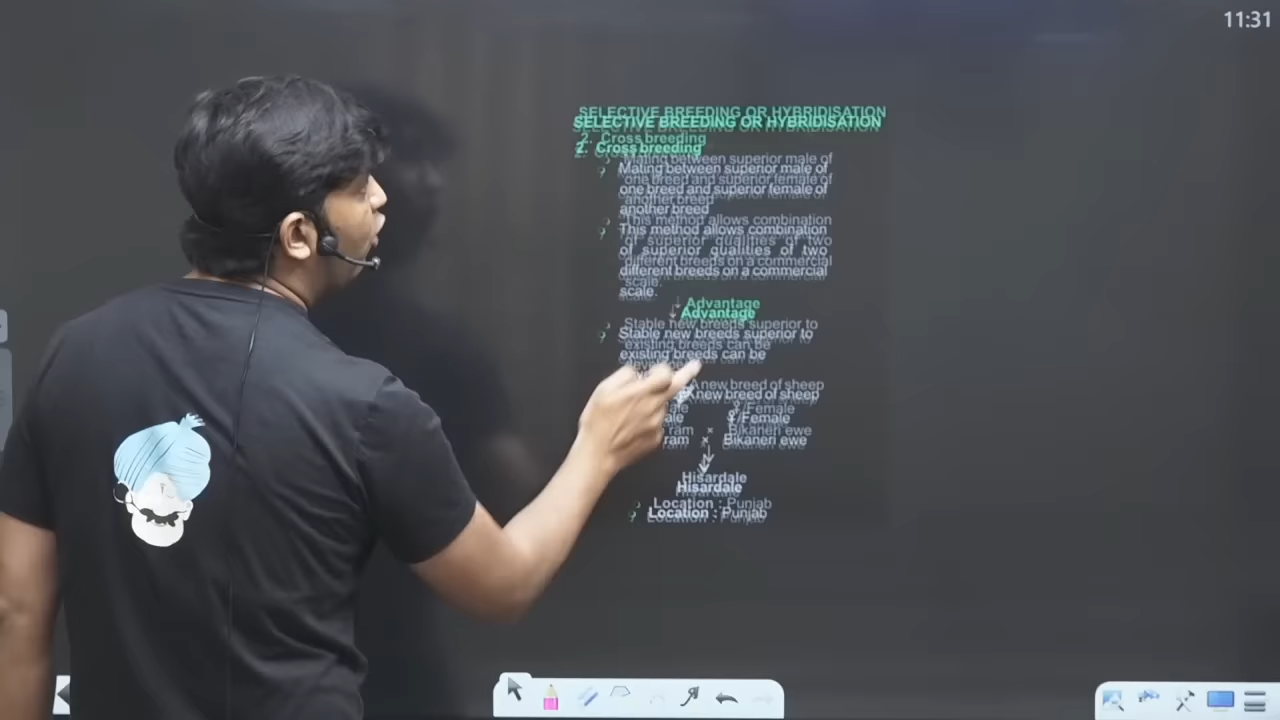 11:31
SELECTIVE BREEDING OR HYBRIDISATION
2. Cross breeding
Mating between superior male of
one breed and superior female of
another breed
This method allows combination
of superior qualities of two
different breeds on a commercial
scale.
Advantage
Stable new breeds superior to
existing breeds can be
A new breed of sheep
Female
ram × Bikaneri ewe
Hisardale
Location : Punjab